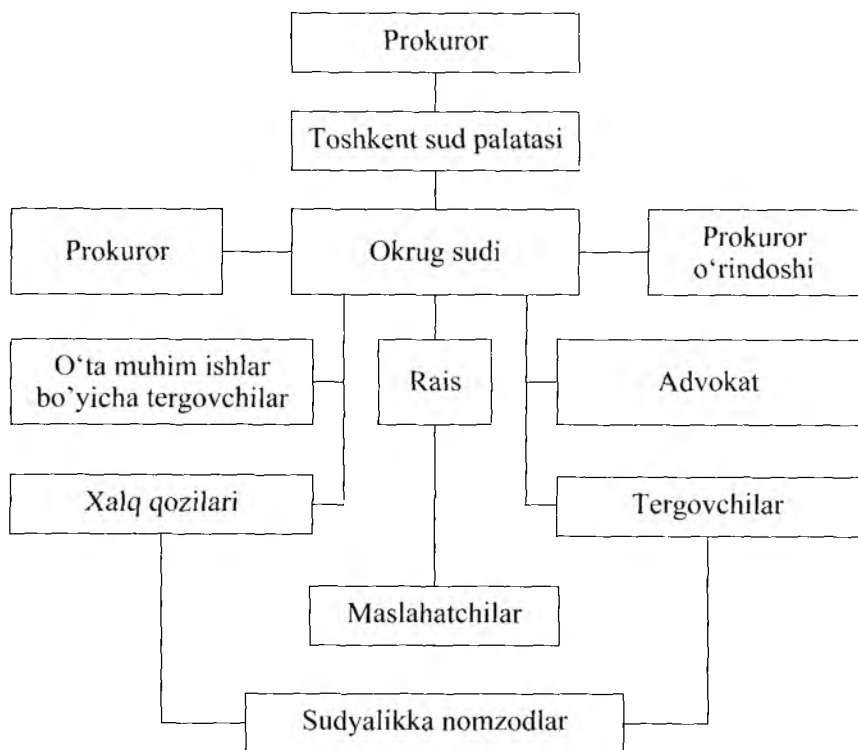 Prokuror
Toshkent sud palatasi
Prokuror
Okrug sudi
Prokuror
o‘rindoshi
O‘ta muhim ishlar
bo’yicha tergovchilar
Rais
Advokat
Xalq qozilari
Tergovchilar
Maslahatchilar
Sudyalikka nomzodlar